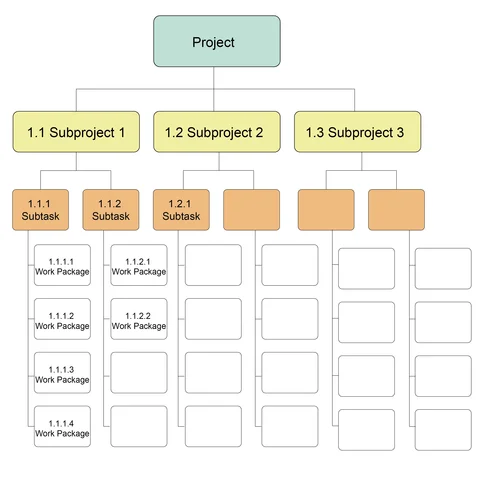 Project
1.1 Subproject 1
1.2 Subproject 2
1.3 Subproject 3
1.1.1
Subtask
1.1.2
Subtask
1.2.1
Subtask
1.1.1.1
Work Package
1.1.2.1
Work Package
1.1.1.2
Work Package
1.1.2.2
Work Package
1.1.1.3
Work Package
1.1.1.4
Work Package